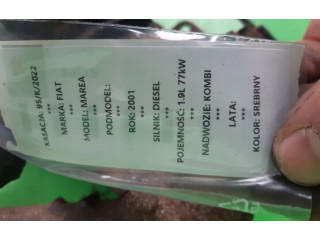 KASACJA: 95/K/2022
***
MARKA: FIAT
***
MODEL: MAREA
***
PODMODEL:
***
ROK: 2001
***
SILNIK: DIESEL
***
POJEMNOŚĆ: 1.9L 77kW
***
NADWOZIE: KOMBI
***
LATA:
***
KOLOR: SREBRNY